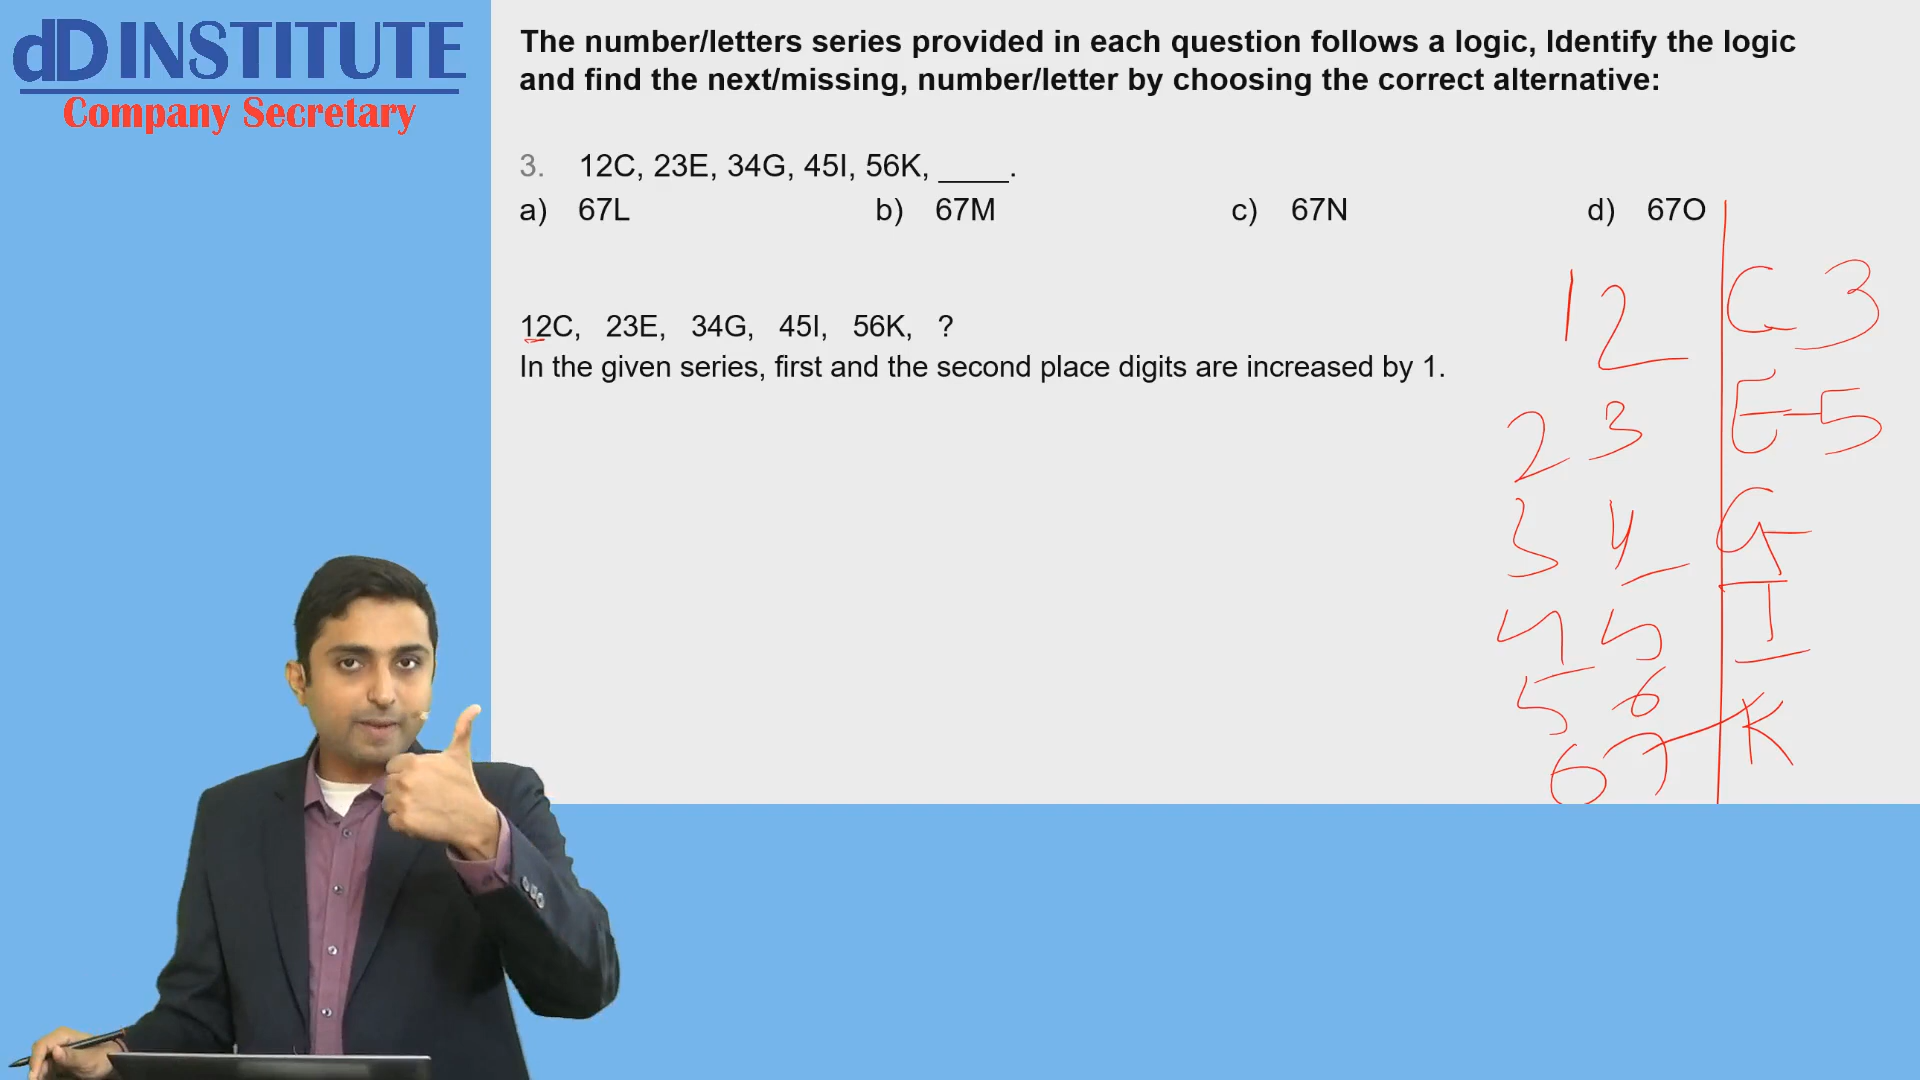 dD INSTITUTE
Company Secretary
The number/letters series provided in each question follows a logic, Identify the logic
and find the next/missing, number/letter by choosing the correct alternative:
3. 12C, 23E, 34G, 45I, 56K, ____.
a) 67L b) 67M c) 67N d) 67O
12C, 23E, 34G, 45I, 56K, ?
In the given series, first and the second place digits are increased by 1.
12 C 3
23 E-5
34 G
45 I
56 K
67